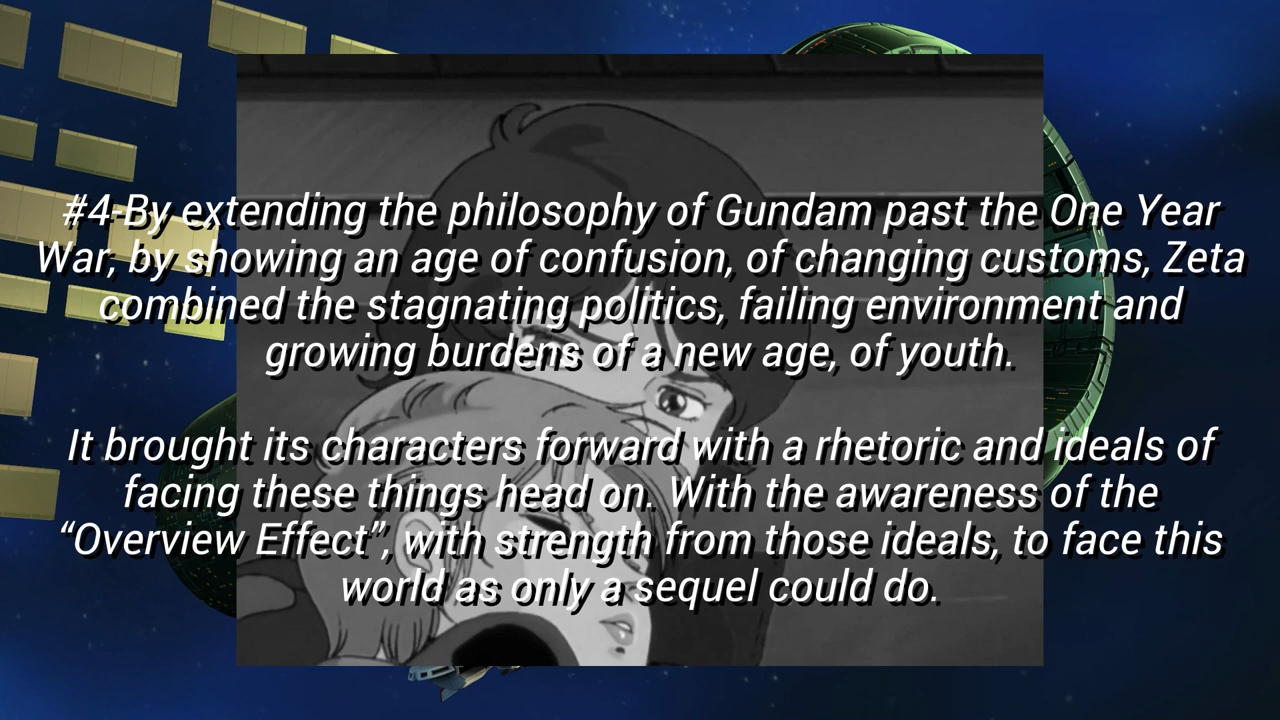 #4-By extending the philosophy of Gundam past the One Year
War, by showing an age of confusion, of changing customs, Zeta
combined the stagnating politics, failing environment and
growing burdens of a new age, of youth.
It brought its characters forward with a rhetoric and ideals of
facing these things head on. With the awareness of the
“Overview Effect”, with strength from those ideals, to face this
world as only a sequel could do.